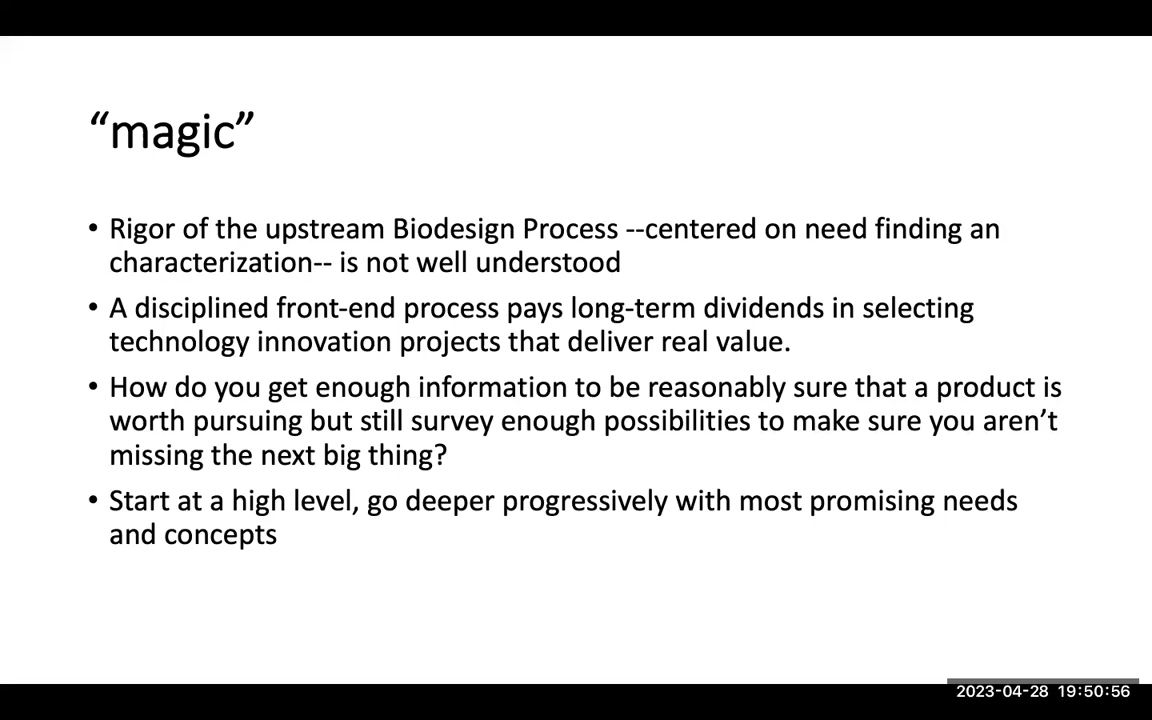 “magic”
• Rigor of the upstream Biodesign Process --centered on need finding an
characterization-- is not well understood
• A disciplined front-end process pays long-term dividends in selecting
technology innovation projects that deliver real value.
• How do you get enough information to be reasonably sure that a product is
worth pursuing but still survey enough possibilities to make sure you aren’t
missing the next big thing?
• Start at a high level, go deeper progressively with most promising needs
and concepts
2023-04-28 19:50:56